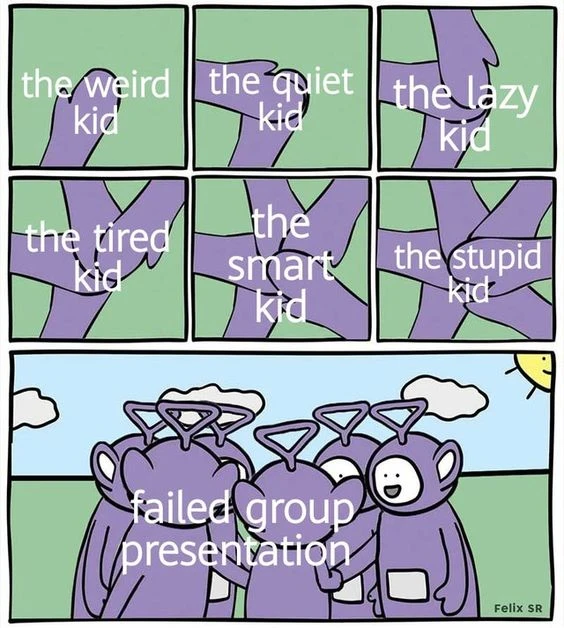 the weird
kid
the quiet
kid
the lazy
kid
the tired
kid
the
smart
kid
the stupid
kid
failed group
presentation
Felix SR